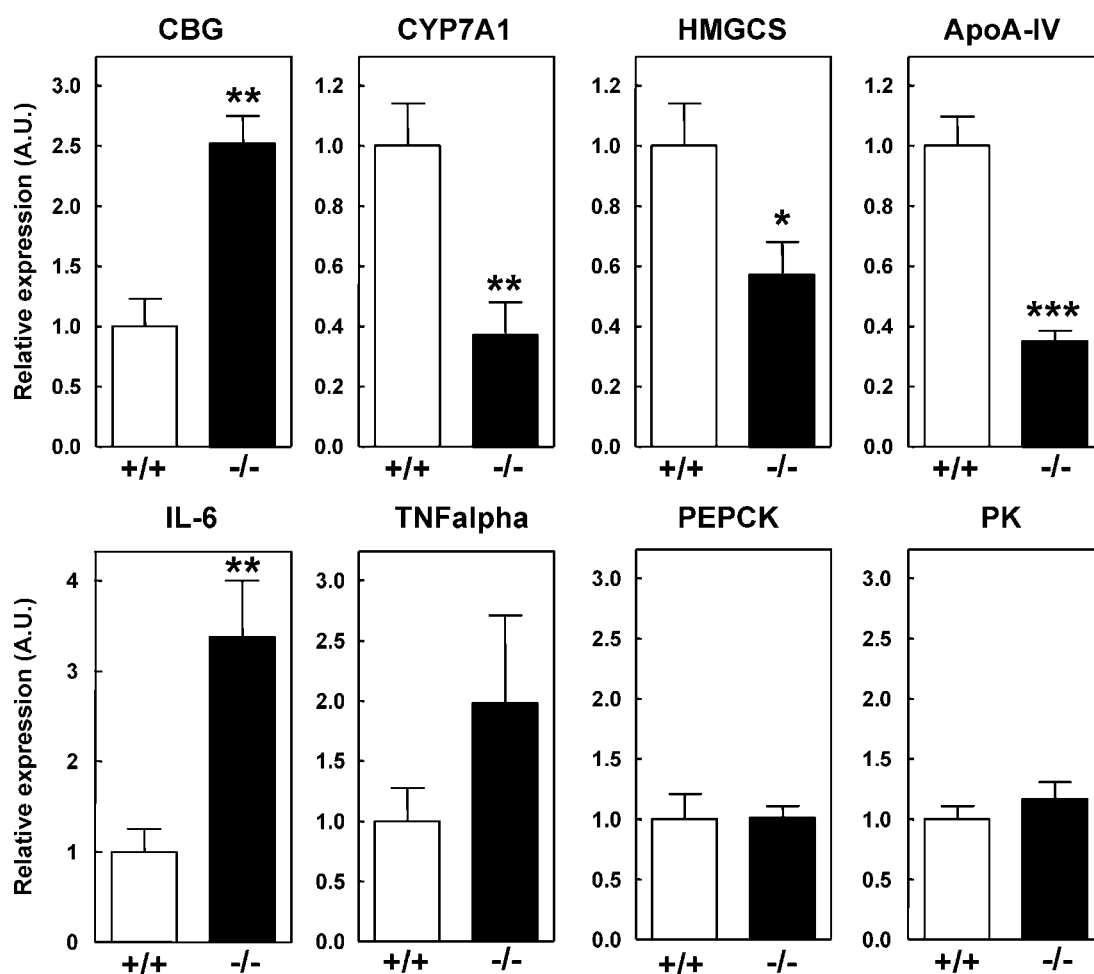 CBG CYP7A1 HMGCS ApoA-IV
Relative expression (A.U.)
3.0 1.2 1.2 1.2
2.5 1.0 1.0 1.0
2.0 0.8 0.8 0.8
1.5 0.6 0.6 0.6
1.0 0.4 0.4 0.4
0.5 0.2 0.2 0.2
0.0 0.0 0.0 0.0
** ** * ***
+/+ -/- +/+ -/- +/+ -/- +/+ -/-
IL-6 TNFalpha PEPCK PK
Relative expression (A.U.)
4 3.0 3.0 3.0
3 2.5 2.5 2.5
2 2.0 2.0 2.0
1 1.5 1.5 1.5
0 1.0 1.0 1.0
0.5 0.5 0.5
0.0 0.0 0.0
**
+/+ -/- +/+ -/- +/+ -/- +/+ -/-